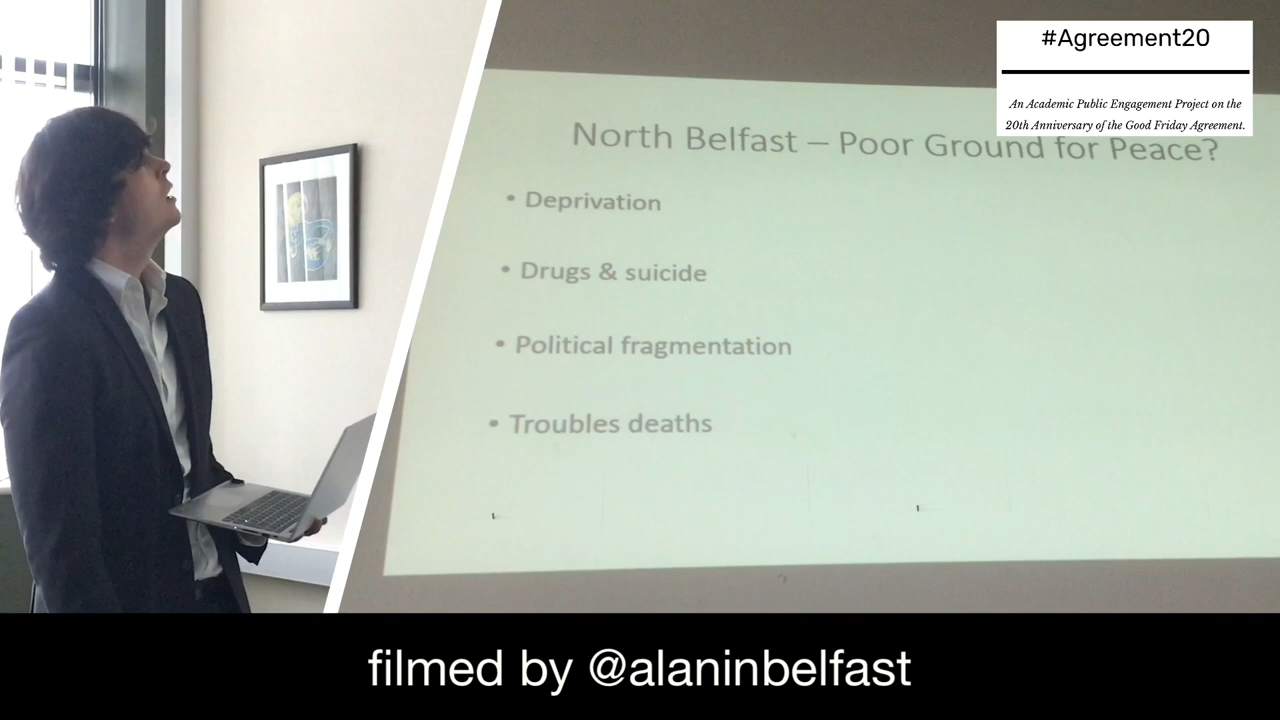 #Agreement20
An Academic Public Engagement Project on the
20th Anniversary of the Good Friday Agreement.
North Belfast – Poor Ground for Peace?
• Deprivation
• Drugs & suicide
• Political fragmentation
• Troubles deaths
filmed by @alaninbelfast